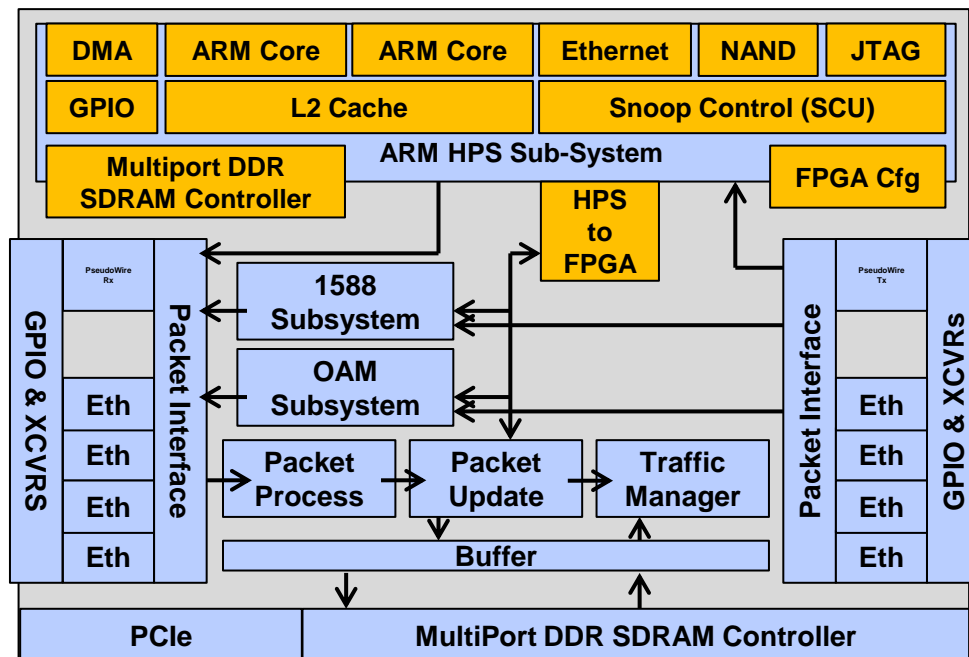 DMA
ARM Core
ARM Core
Ethernet
NAND
JTAG
GPIO
L2 Cache
Snoop Control (SCU)
ARM HPS Sub-System
Multiport DDR
SDRAM Controller
FPGA Cfg
HPS
to
FPGA
GPIO & XCVRS
PseudoWire
Rx
Eth
Eth
Eth
Eth
Packet Interface
1588
Subsystem
OAM
Subsystem
Packet
Process
Packet
Update
Traffic
Manager
Buffer
Packet Interface
PseudoWire
Tx
Eth
Eth
Eth
Eth
GPIO & XCVRs
PCIe
MultiPort DDR SDRAM Controller